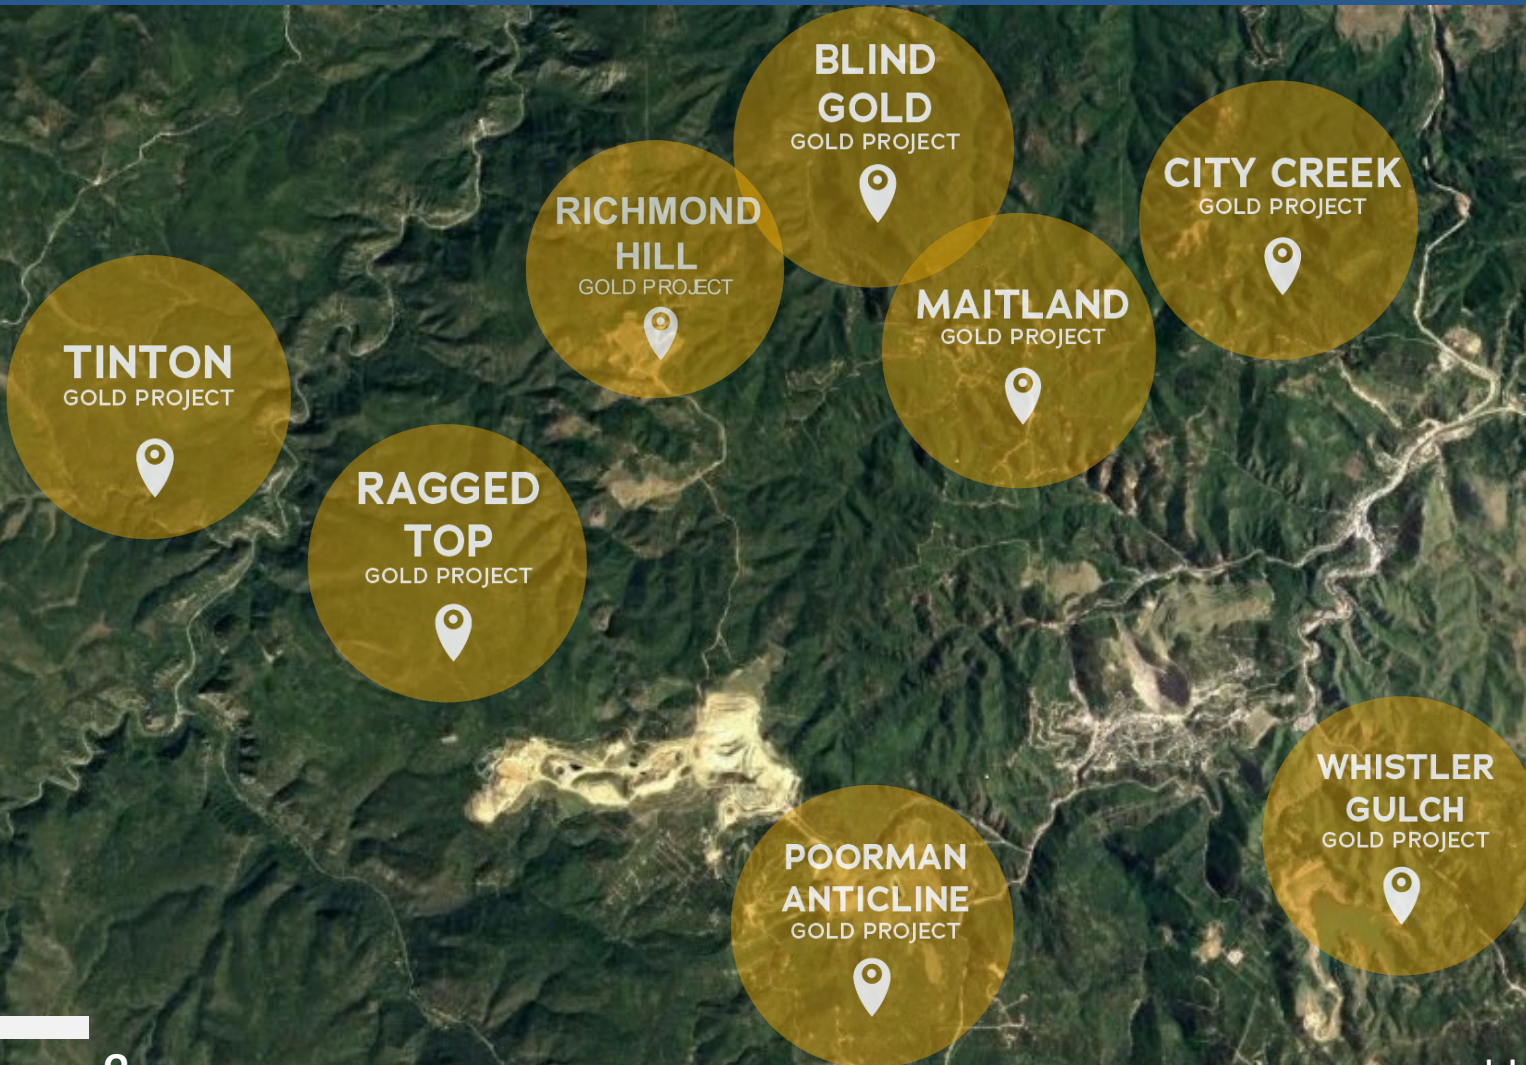 BLIND
GOLD
GOLD PROJECT
CITY CREEK
GOLD PROJECT
RICHMOND
HILL
GOLD PROJECT
MAITLAND
GOLD PROJECT
TINTON
GOLD PROJECT
RAGGED
TOP
GOLD PROJECT
WHISTLER
GULCH
GOLD PROJECT
POORMAN
ANTICLINE
GOLD PROJECT